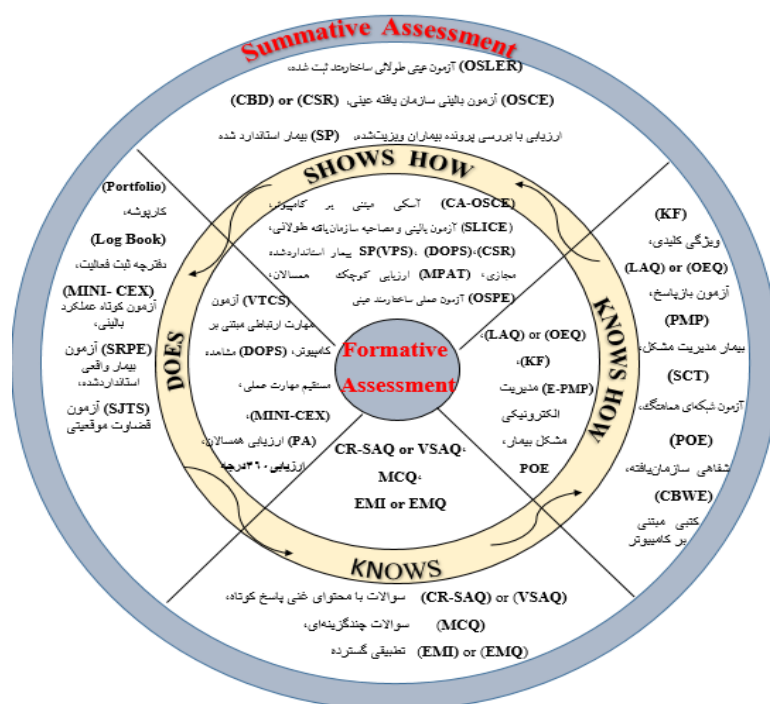 Summative Assessment
(OSLER) آزمون عینی طولانی ساختارمند ثبت شده،
(OSCE) آزمون بالینی سازمان یافته عینی، (CSR) or (CBD)
ارزیابی با بررسی پرونده بیماران ویزیت‌شده، (SP) بیمار استاندارد شده
SHOWS HOW
(CA-OSCE) آسکی مبتنی بر کامپیوتر،
(SLICE) آزمون بالینی و مصاحبه سازمان‌یافته طولانی،
(CSR)، (DOPS)، SP(VPS) بیمار استانداردشده
مجازی، (MPAT) ارزیابی کوچک همسالان،
(OSPE) آزمون عملی ساختارمند عینی
(KF)
ویژگی کلیدی،
(LAQ) or (OEQ)
آزمون بازپاسخ،
(PMP)
بیمار مدیریت مشکل،
(SCT)
آزمون شبکه‌ای هماهنگ،
(POE)
شفاهی سازمان‌یافته،
(CBWE)
کتبی مبتنی
بر کامپیوتر
KNOWS HOW
(LAQ) or (OEQ)،
(KF)،
(E-PMP) مدیریت
الکترونیکی
مشکل بیمار،
POE
Formative
Assessment
(Portfolio)
کارپوشه،
(Log Book)
دفترچه ثبت فعالیت،
(MINI- CEX)
آزمون کوتاه عملکرد
بالینی،
(SRPE) آزمون
بیمار واقعی
استانداردشده،
(SJTS) آزمون
قضاوت موقعیتی
DOES
(VTCS) آزمون
مهارت ارتباطی مبتنی بر
کامپیوتر، (DOPS) مشاهده
مستقیم مهارت عملی،
(MINI-CEX)،
(PA) ارزیابی همسالان،
ارزیابی ۳۶۰درجه
CR-SAQ or VSAQ،
MCQ،
EMI or EMQ
KNOWS
(CR-SAQ) or (VSAQ) سوالات با محتوای غنی پاسخ کوتاه،
(MCQ) سوالات چندگزینه‌ای،
(EMI) or (EMQ) تطبیقی گسترده